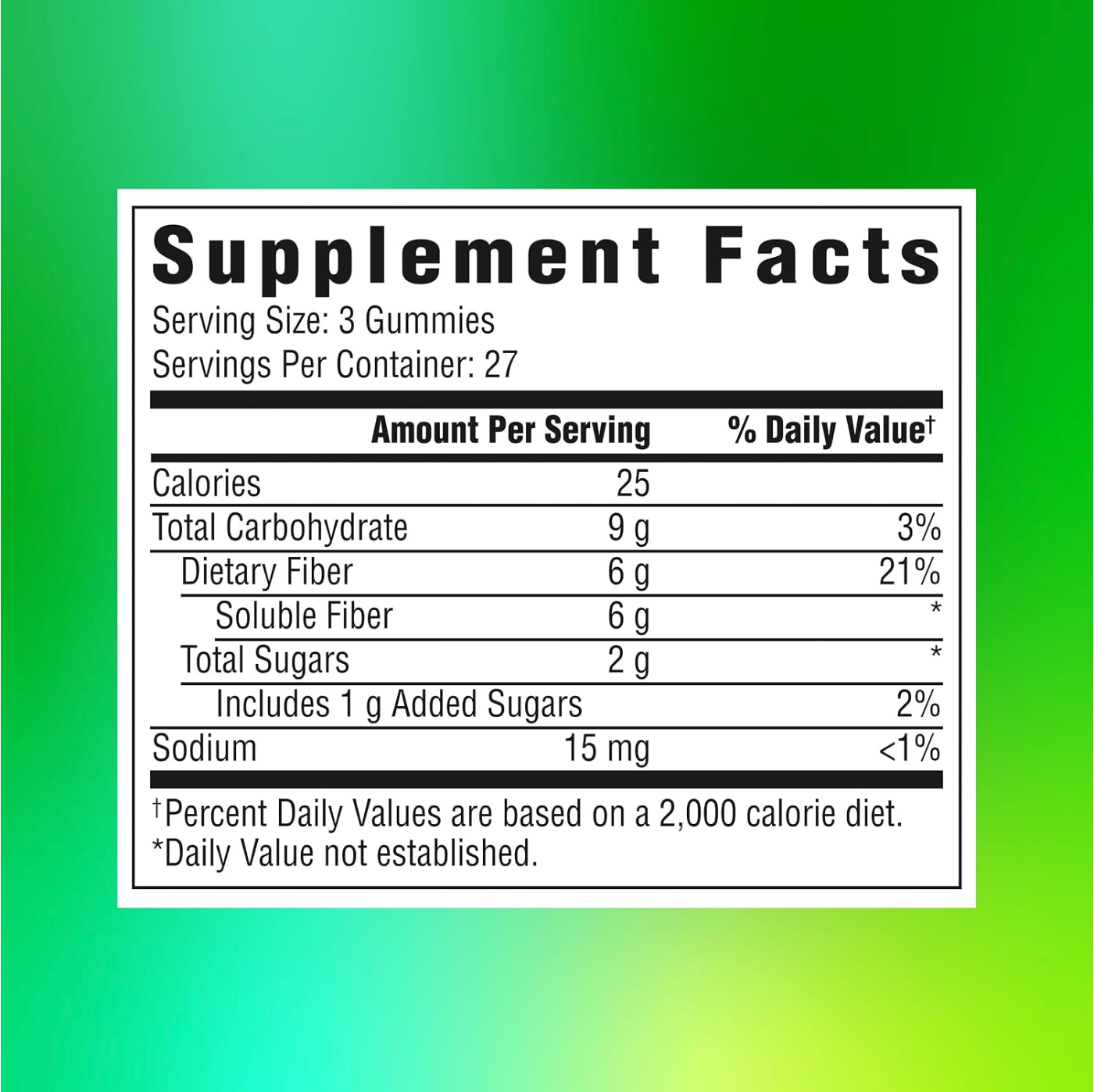 Supplement Facts
Serving Size: 3 Gummies
Servings Per Container: 27
Amount Per Serving % Daily Value†
Calories 25
Total Carbohydrate 9 g 3%
Dietary Fiber 6 g 21%
Soluble Fiber 6 g *
Total Sugars 2 g *
Includes 1 g Added Sugars 2%
Sodium 15 mg <1%
†Percent Daily Values are based on a 2,000 calorie diet.
*Daily Value not established.